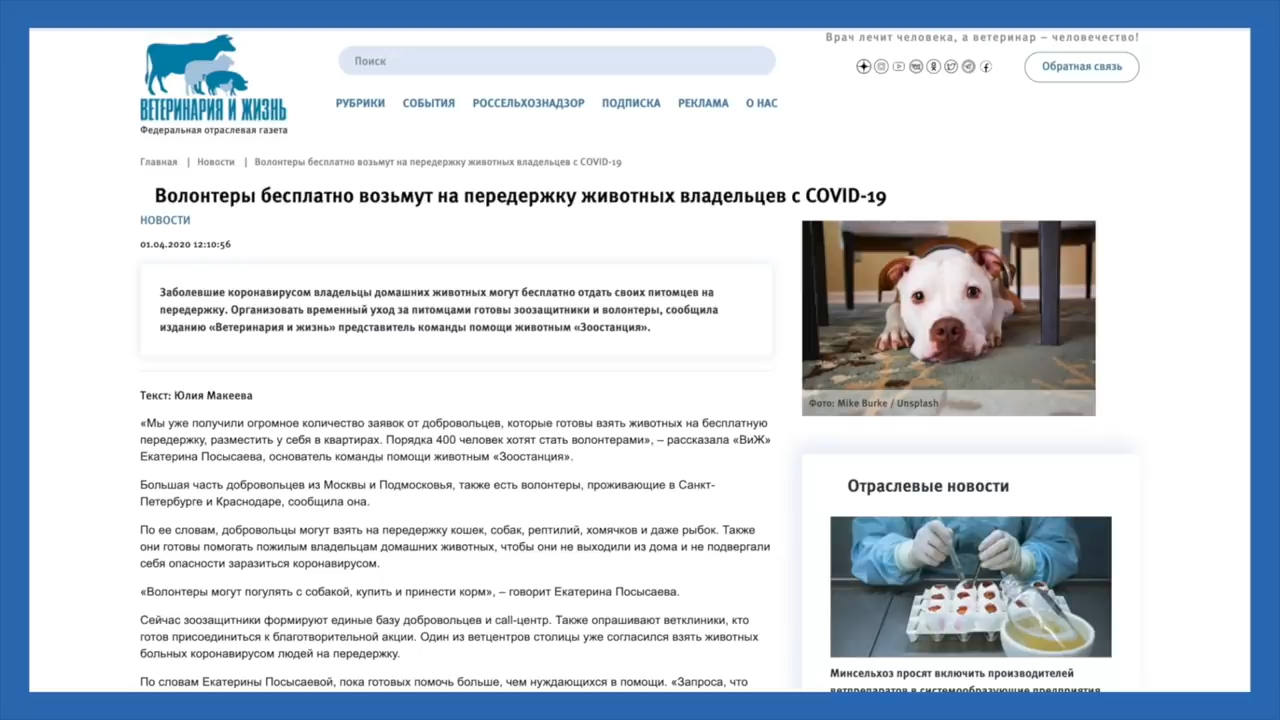 Врач лечит человека, а ветеринар – человечество!
ВЕТЕРИНАРИЯ И ЖИЗНЬ
Федеральная отраслевая газета
Поиск
Обратная связь
РУБРИКИ СОБЫТИЯ РОССЕЛЬХОЗНАДЗОР ПОДПИСКА РЕКЛАМА О НАС
Главная | Новости | Волонтеры бесплатно возьмут на передержку животных владельцев с COVID-19
Волонтеры бесплатно возьмут на передержку животных владельцев с COVID-19
НОВОСТИ
01.04.2020 12:10:56
Заболевшие коронавирусом владельцы домашних животных могут бесплатно отдать своих питомцев на
передержку. Организовать временный уход за питомцами готовы зоозащитники и волонтеры, сообщила
изданию «Ветеринария и жизнь» представитель команды помощи животным «Зоостанция».
Текст: Юлия Макеева
«Мы уже получили огромное количество заявок от добровольцев, которые готовы взять животных на бесплатную
передержку, разместить у себя в квартирах. Порядка 400 человек хотят стать волонтерами», – рассказала «ВиЖ»
Екатерина Посысаева, основатель команды помощи животным «Зоостанция».
Большая часть добровольцев из Москвы и Подмосковья, также есть волонтеры, проживающие в Санкт-
Петербурге и Краснодаре, сообщила она.
По ее словам, добровольцы могут взять на передержку кошек, собак, рептилий, хомячков и даже рыбок. Также
они готовы помогать пожилым владельцам домашних животных, чтобы они не выходили из дома и не подвергали
себя опасности заразиться коронавирусом.
«Волонтеры могут погулять с собакой, купить и принести корм», – говорит Екатерина Посысаева.
Сейчас зоозащитники формируют единые базу добровольцев и call-центр. Также опрашивают ветклиники, кто
готов присоединиться к благотворительной акции. Один из ветцентров столицы уже согласился взять животных
больных коронавирусом людей на передержку.
По словам Екатерины Посысаевой, пока готовых помочь больше, чем нуждающихся в помощи. «Запроса, что
Фото: Mike Burke / Unsplash
Отраслевые новости
Минсельхоз просят включить производителей
ветпрепаратов в системообразующие предприятия